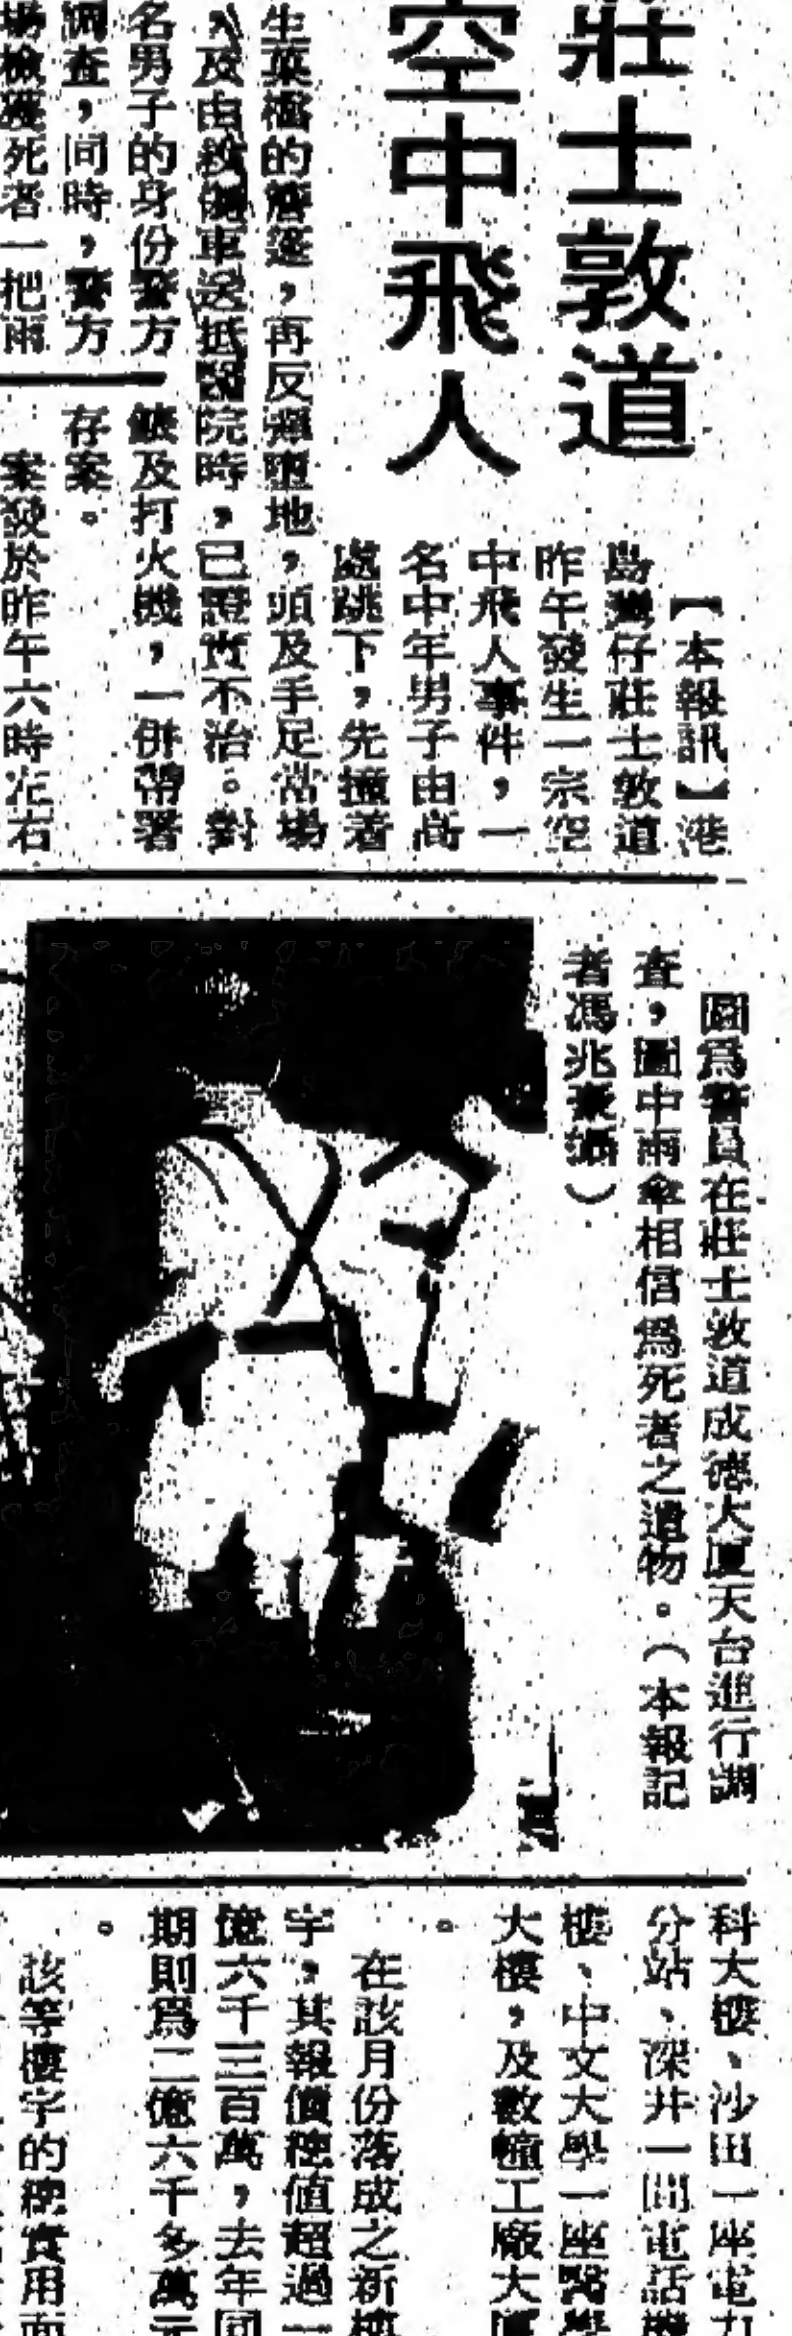 莊士敦道
空中飛人
【本報訊】港
島灣仔莊士敦道
昨午發生一宗空
中飛人事件，一
名中年男子由高
處跳下，先撞着
生菓檔的簷篷，再反彈墮地，頭及手足當場
，及由救傷車送抵醫院時，已證實不治。對
名男子的身份警方
調查，同時，警方
場檢獲死者一把雨
及打火機，一併帶署
存案。
案發於昨午六時左右
圖爲警員在莊士敦道成德大廈天台進行調
查，圖中雨傘相信爲死者之遺物。（本報記
者馮兆 攝）
科大樓、沙田一座電力
分站、深井一間電話機
樓、中文大學一座醫學
大樓，及數幢工廠大廈
。
在該月份落成之新樓
宇，其報價總值超過一
億六千三百萬，去年同
期則爲二億六千多萬元
。
該等樓宇的總實用面